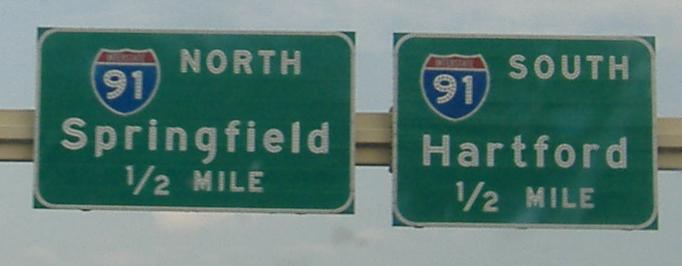 INTERSTATE
91 NORTH
Springfield
1/2 MILE
INTERSTATE
91 SOUTH
Hartford
1/2 MILE